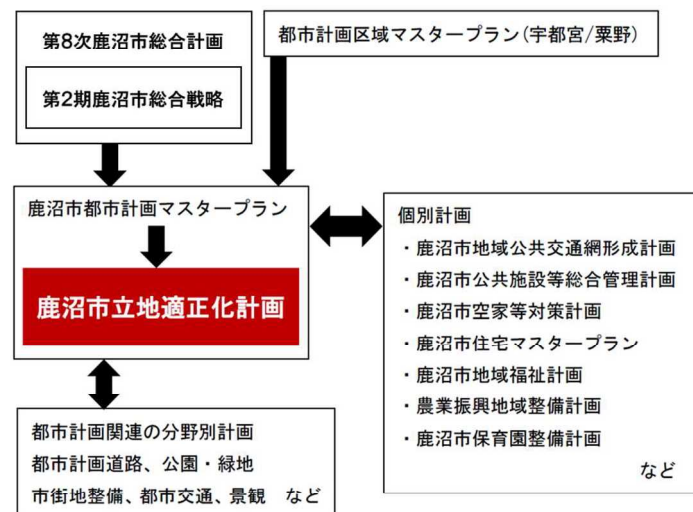 第8次鹿沼市総合計画
第2期鹿沼市総合戦略
都市計画区域マスタープラン(宇都宮/粟野)
鹿沼市都市計画マスタープラン
鹿沼市立地適正化計画
個別計画
・鹿沼市地域公共交通網形成計画
・鹿沼市公共施設等総合管理計画
・鹿沼市空家等対策計画
・鹿沼市住宅マスタープラン
・鹿沼市地域福祉計画
・農業振興地域整備計画
・鹿沼市保育園整備計画
など
都市計画関連の分野別計画
都市計画道路、公園・緑地
市街地整備、都市交通、景観　など